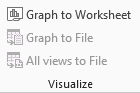 Graph to Worksheet
Graph to File
All views to File
Visualize